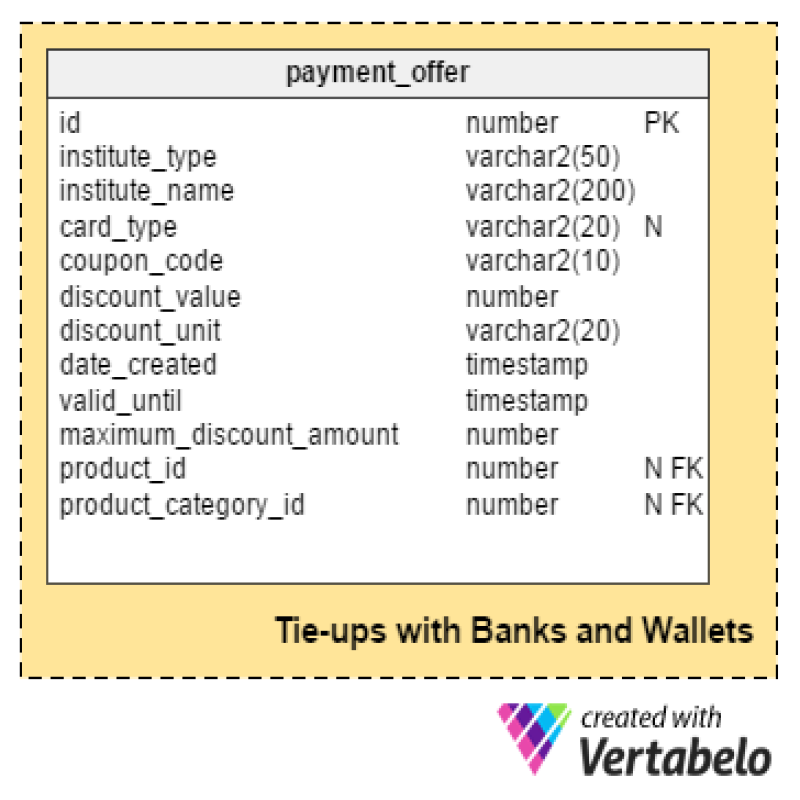 payment_offer
id number PK
institute_type varchar2(50)
institute_name varchar2(200)
card_type varchar2(20) N
coupon_code varchar2(10)
discount_value number
discount_unit varchar2(20)
date_created timestamp
valid_until timestamp
maximum_discount_amount number
product_id number N FK
product_category_id number N FK
Tie-ups with Banks and Wallets
created with
Vertabelo